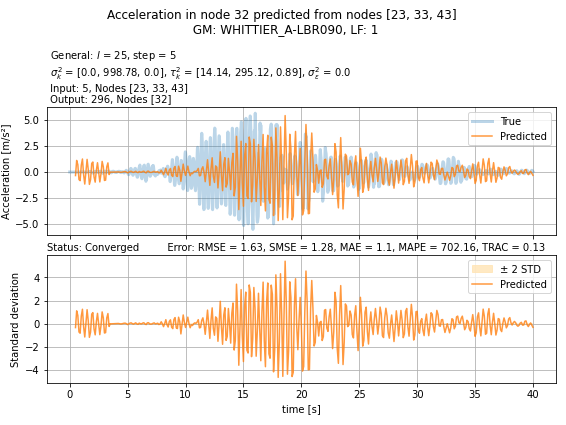 Acceleration in node 32 predicted from nodes [23, 33, 43]
GM: WHITTIER_A-LBR090, LF: 1
General: l = 25, step = 5
σ²ₖ = [0.0, 998.78, 0.0], τ²ₖ = [14.14, 295.12, 0.89], σ²ε = 0.0
Input: 5, Nodes [23, 33, 43]
Output: 296, Nodes [32]
True
Predicted
Acceleration [m/s²]
5.0
2.5
0.0
−2.5
−5.0
Status: Converged Error: RMSE = 1.63, SMSE = 1.28, MAE = 1.1, MAPE = 702.16, TRAC = 0.13
± 2 STD
Predicted
Standard deviation
4
2
0
−2
−4
0 5 10 15 20 25 30 35 40
time [s]